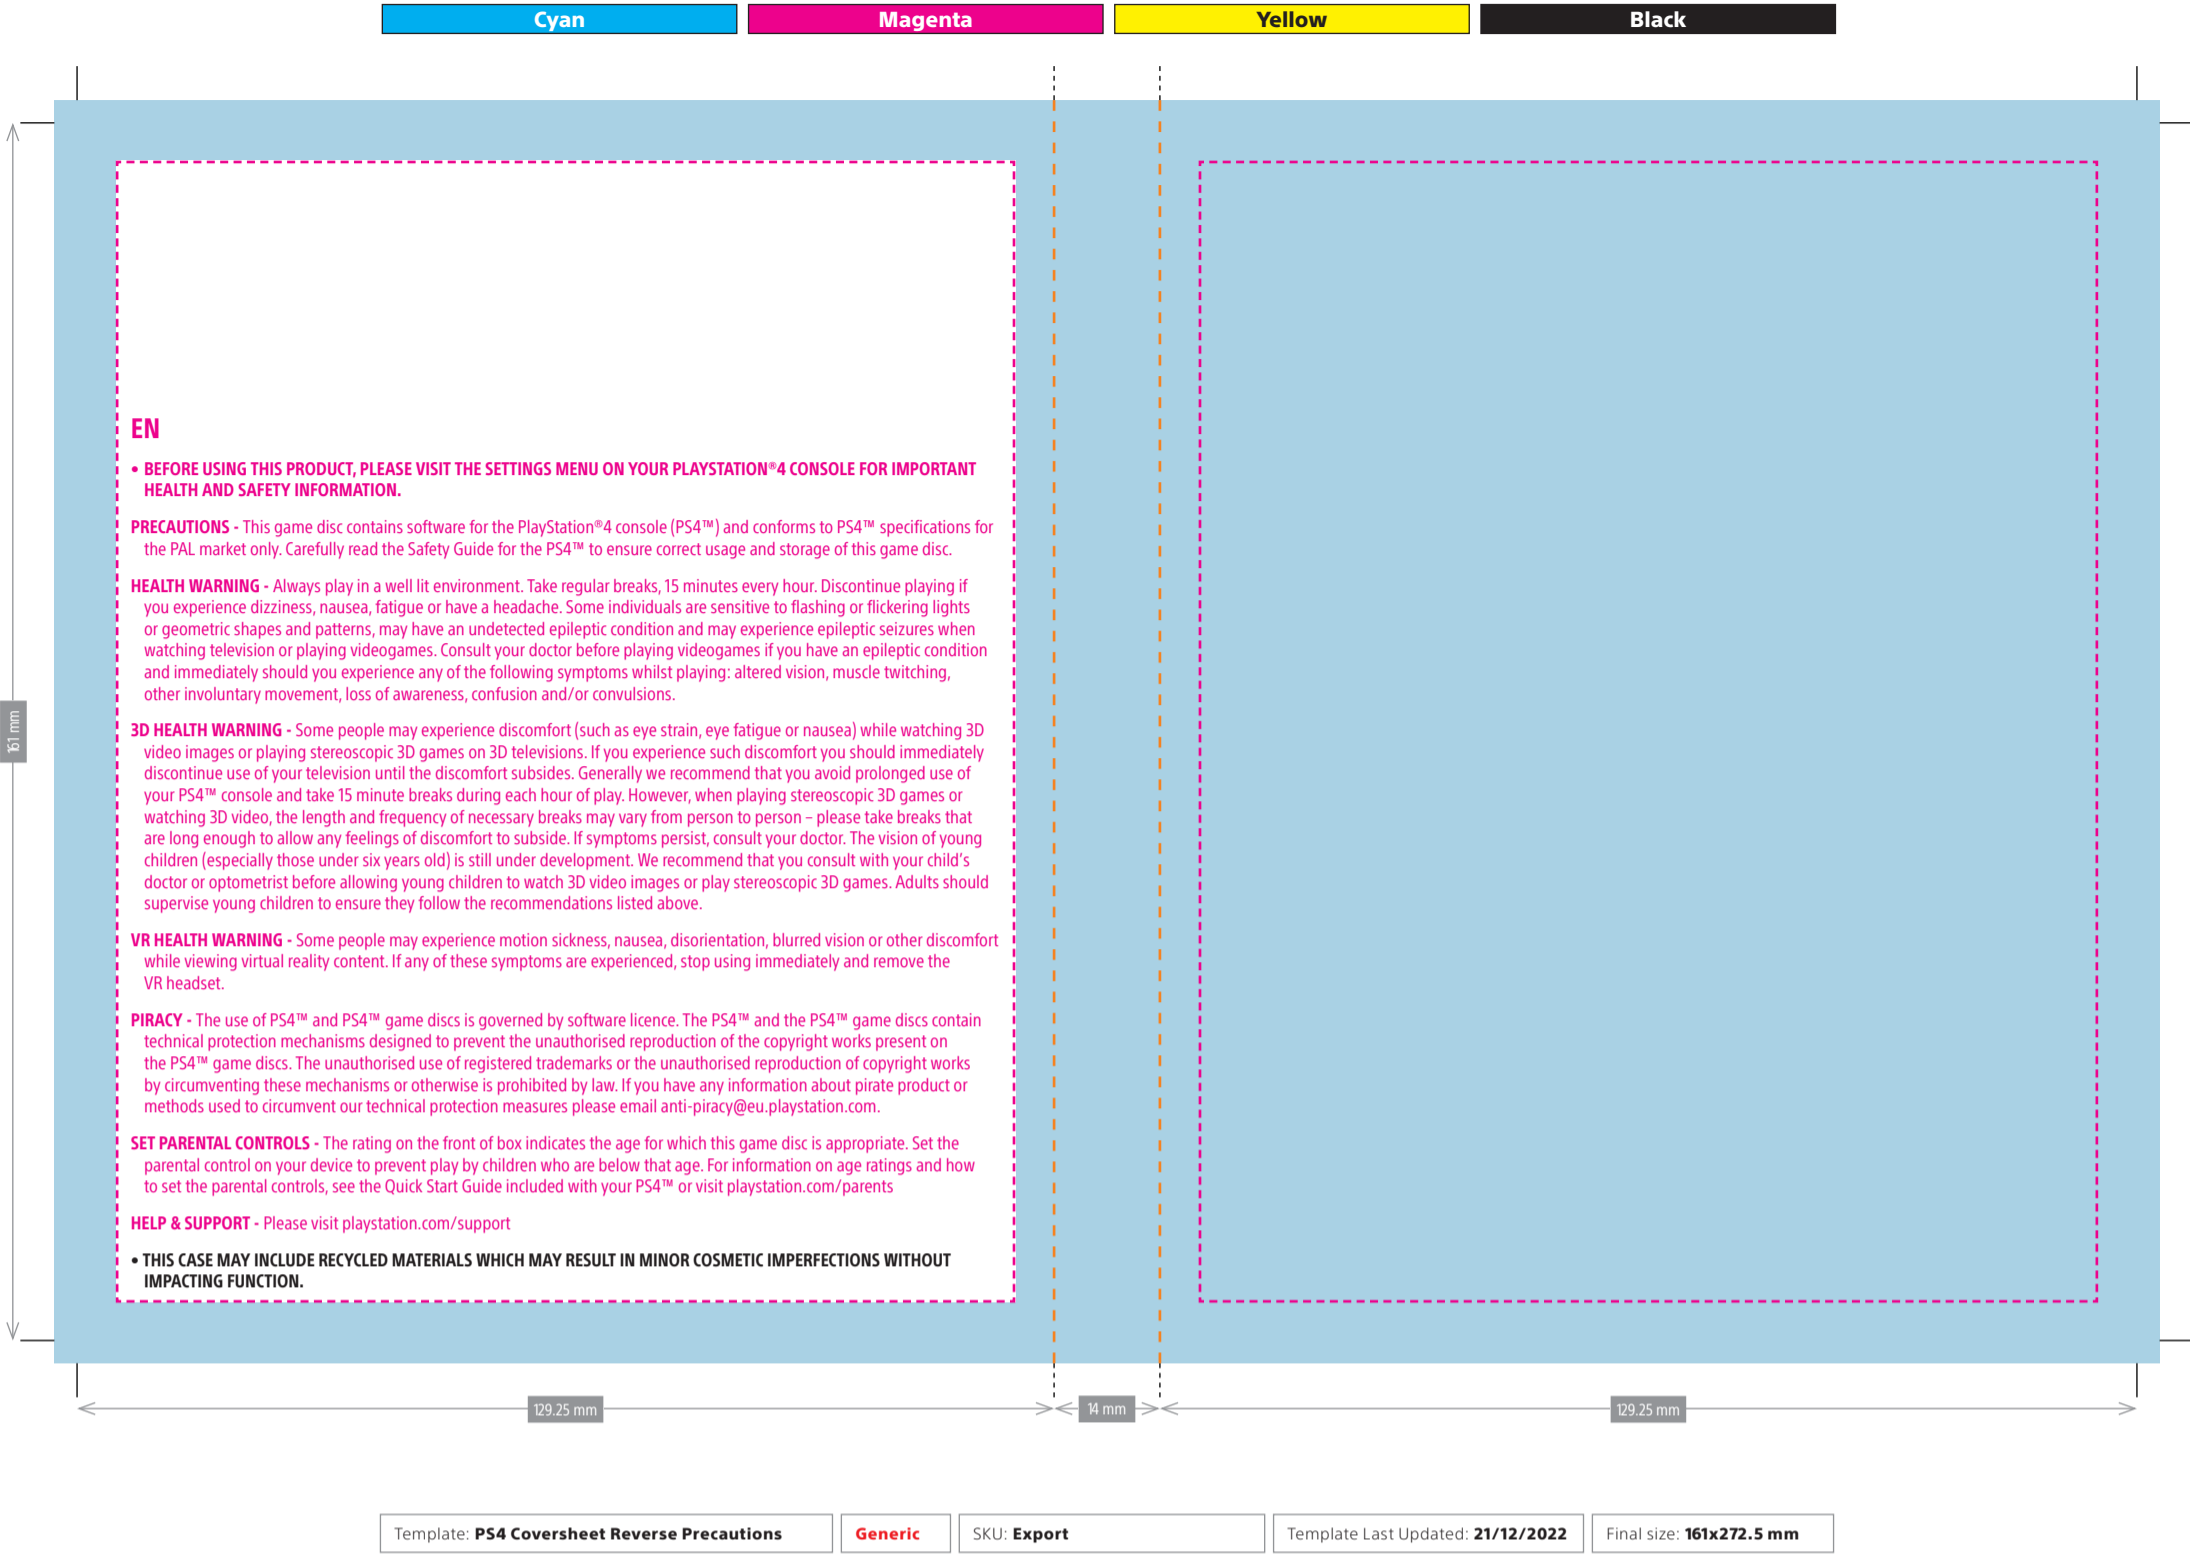 Cyan
Magenta
Yellow
Black
EN
• BEFORE USING THIS PRODUCT, PLEASE VISIT THE SETTINGS MENU ON YOUR PLAYSTATION®4 CONSOLE FOR IMPORTANT
HEALTH AND SAFETY INFORMATION.
PRECAUTIONS - This game disc contains software for the PlayStation®4 console (PS4™) and conforms to PS4™ specifications for
the PAL market only. Carefully read the Safety Guide for the PS4™ to ensure correct usage and storage of this game disc.
HEALTH WARNING - Always play in a well lit environment. Take regular breaks, 15 minutes every hour. Discontinue playing if
you experience dizziness, nausea, fatigue or have a headache. Some individuals are sensitive to flashing or flickering lights
or geometric shapes and patterns, may have an undetected epileptic condition and may experience epileptic seizures when
watching television or playing videogames. Consult your doctor before playing videogames if you have an epileptic condition
and immediately should you experience any of the following symptoms whilst playing: altered vision, muscle twitching,
other involuntary movement, loss of awareness, confusion and/or convulsions.
3D HEALTH WARNING - Some people may experience discomfort (such as eye strain, eye fatigue or nausea) while watching 3D
video images or playing stereoscopic 3D games on 3D televisions. If you experience such discomfort you should immediately
discontinue use of your television until the discomfort subsides. Generally we recommend that you avoid prolonged use of
your PS4™ console and take 15 minute breaks during each hour of play. However, when playing stereoscopic 3D games or
watching 3D video, the length and frequency of necessary breaks may vary from person to person – please take breaks that
are long enough to allow any feelings of discomfort to subside. If symptoms persist, consult your doctor. The vision of young
children (especially those under six years old) is still under development. We recommend that you consult with your child's
doctor or optometrist before allowing young children to watch 3D video images or play stereoscopic 3D games. Adults should
supervise young children to ensure they follow the recommendations listed above.
VR HEALTH WARNING - Some people may experience motion sickness, nausea, disorientation, blurred vision or other discomfort
while viewing virtual reality content. If any of these symptoms are experienced, stop using immediately and remove the
VR headset.
PIRACY - The use of PS4™ and PS4™ game discs is governed by software licence. The PS4™ and the PS4™ game discs contain
technical protection mechanisms designed to prevent the unauthorised reproduction of the copyright works present on
the PS4™ game discs. The unauthorised use of registered trademarks or the unauthorised reproduction of copyright works
by circumventing these mechanisms or otherwise is prohibited by law. If you have any information about pirate product or
methods used to circumvent our technical protection measures please email anti-piracy@eu.playstation.com.
SET PARENTAL CONTROLS - The rating on the front of box indicates the age for which this game disc is appropriate. Set the
parental control on your device to prevent play by children who are below that age. For information on age ratings and how
to set the parental controls, see the Quick Start Guide included with your PS4™ or visit playstation.com/parents
HELP & SUPPORT - Please visit playstation.com/support
• THIS CASE MAY INCLUDE RECYCLED MATERIALS WHICH MAY RESULT IN MINOR COSMETIC IMPERFECTIONS WITHOUT
IMPACTING FUNCTION.
161 mm
129.25 mm
14 mm
129.25 mm
Template: PS4 Coversheet Reverse Precautions
Generic
SKU: Export
Template Last Updated: 21/12/2022
Final size: 161x272.5 mm